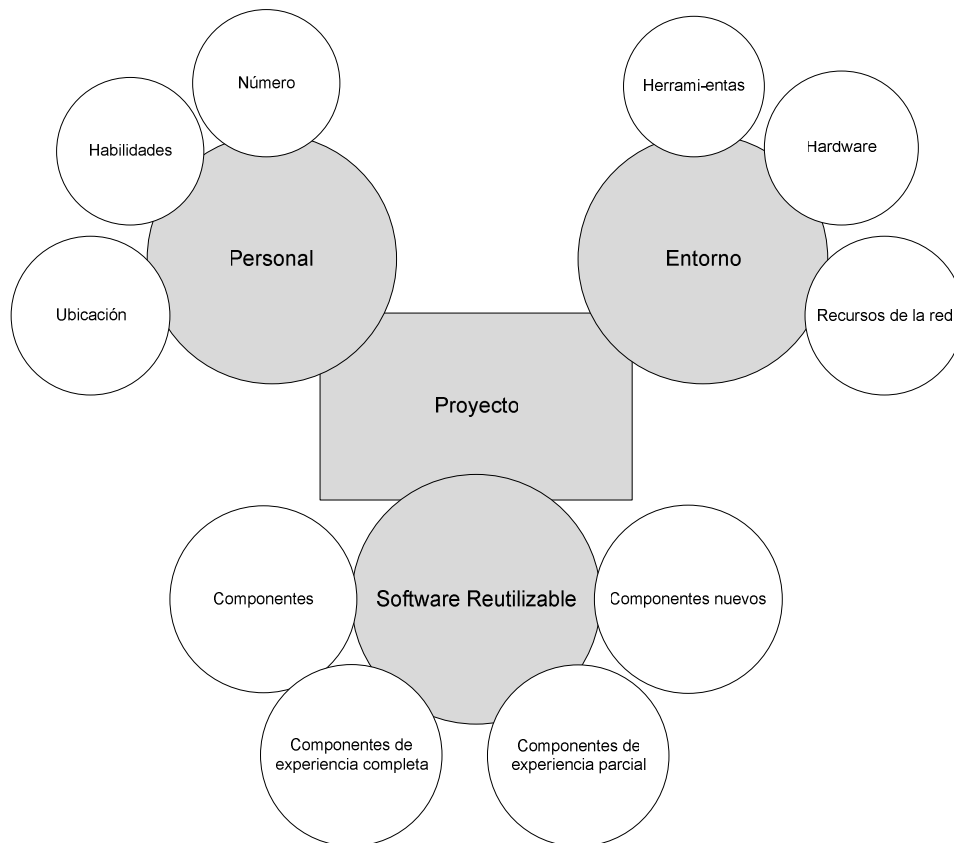 Número
Herrami-entas
Habilidades
Hardware
Personal
Entorno
Ubicación
Recursos de la red
Proyecto
Componentes
Software Reutilizable
Componentes nuevos
Componentes de
experiencia completa
Componentes de
experiencia parcial